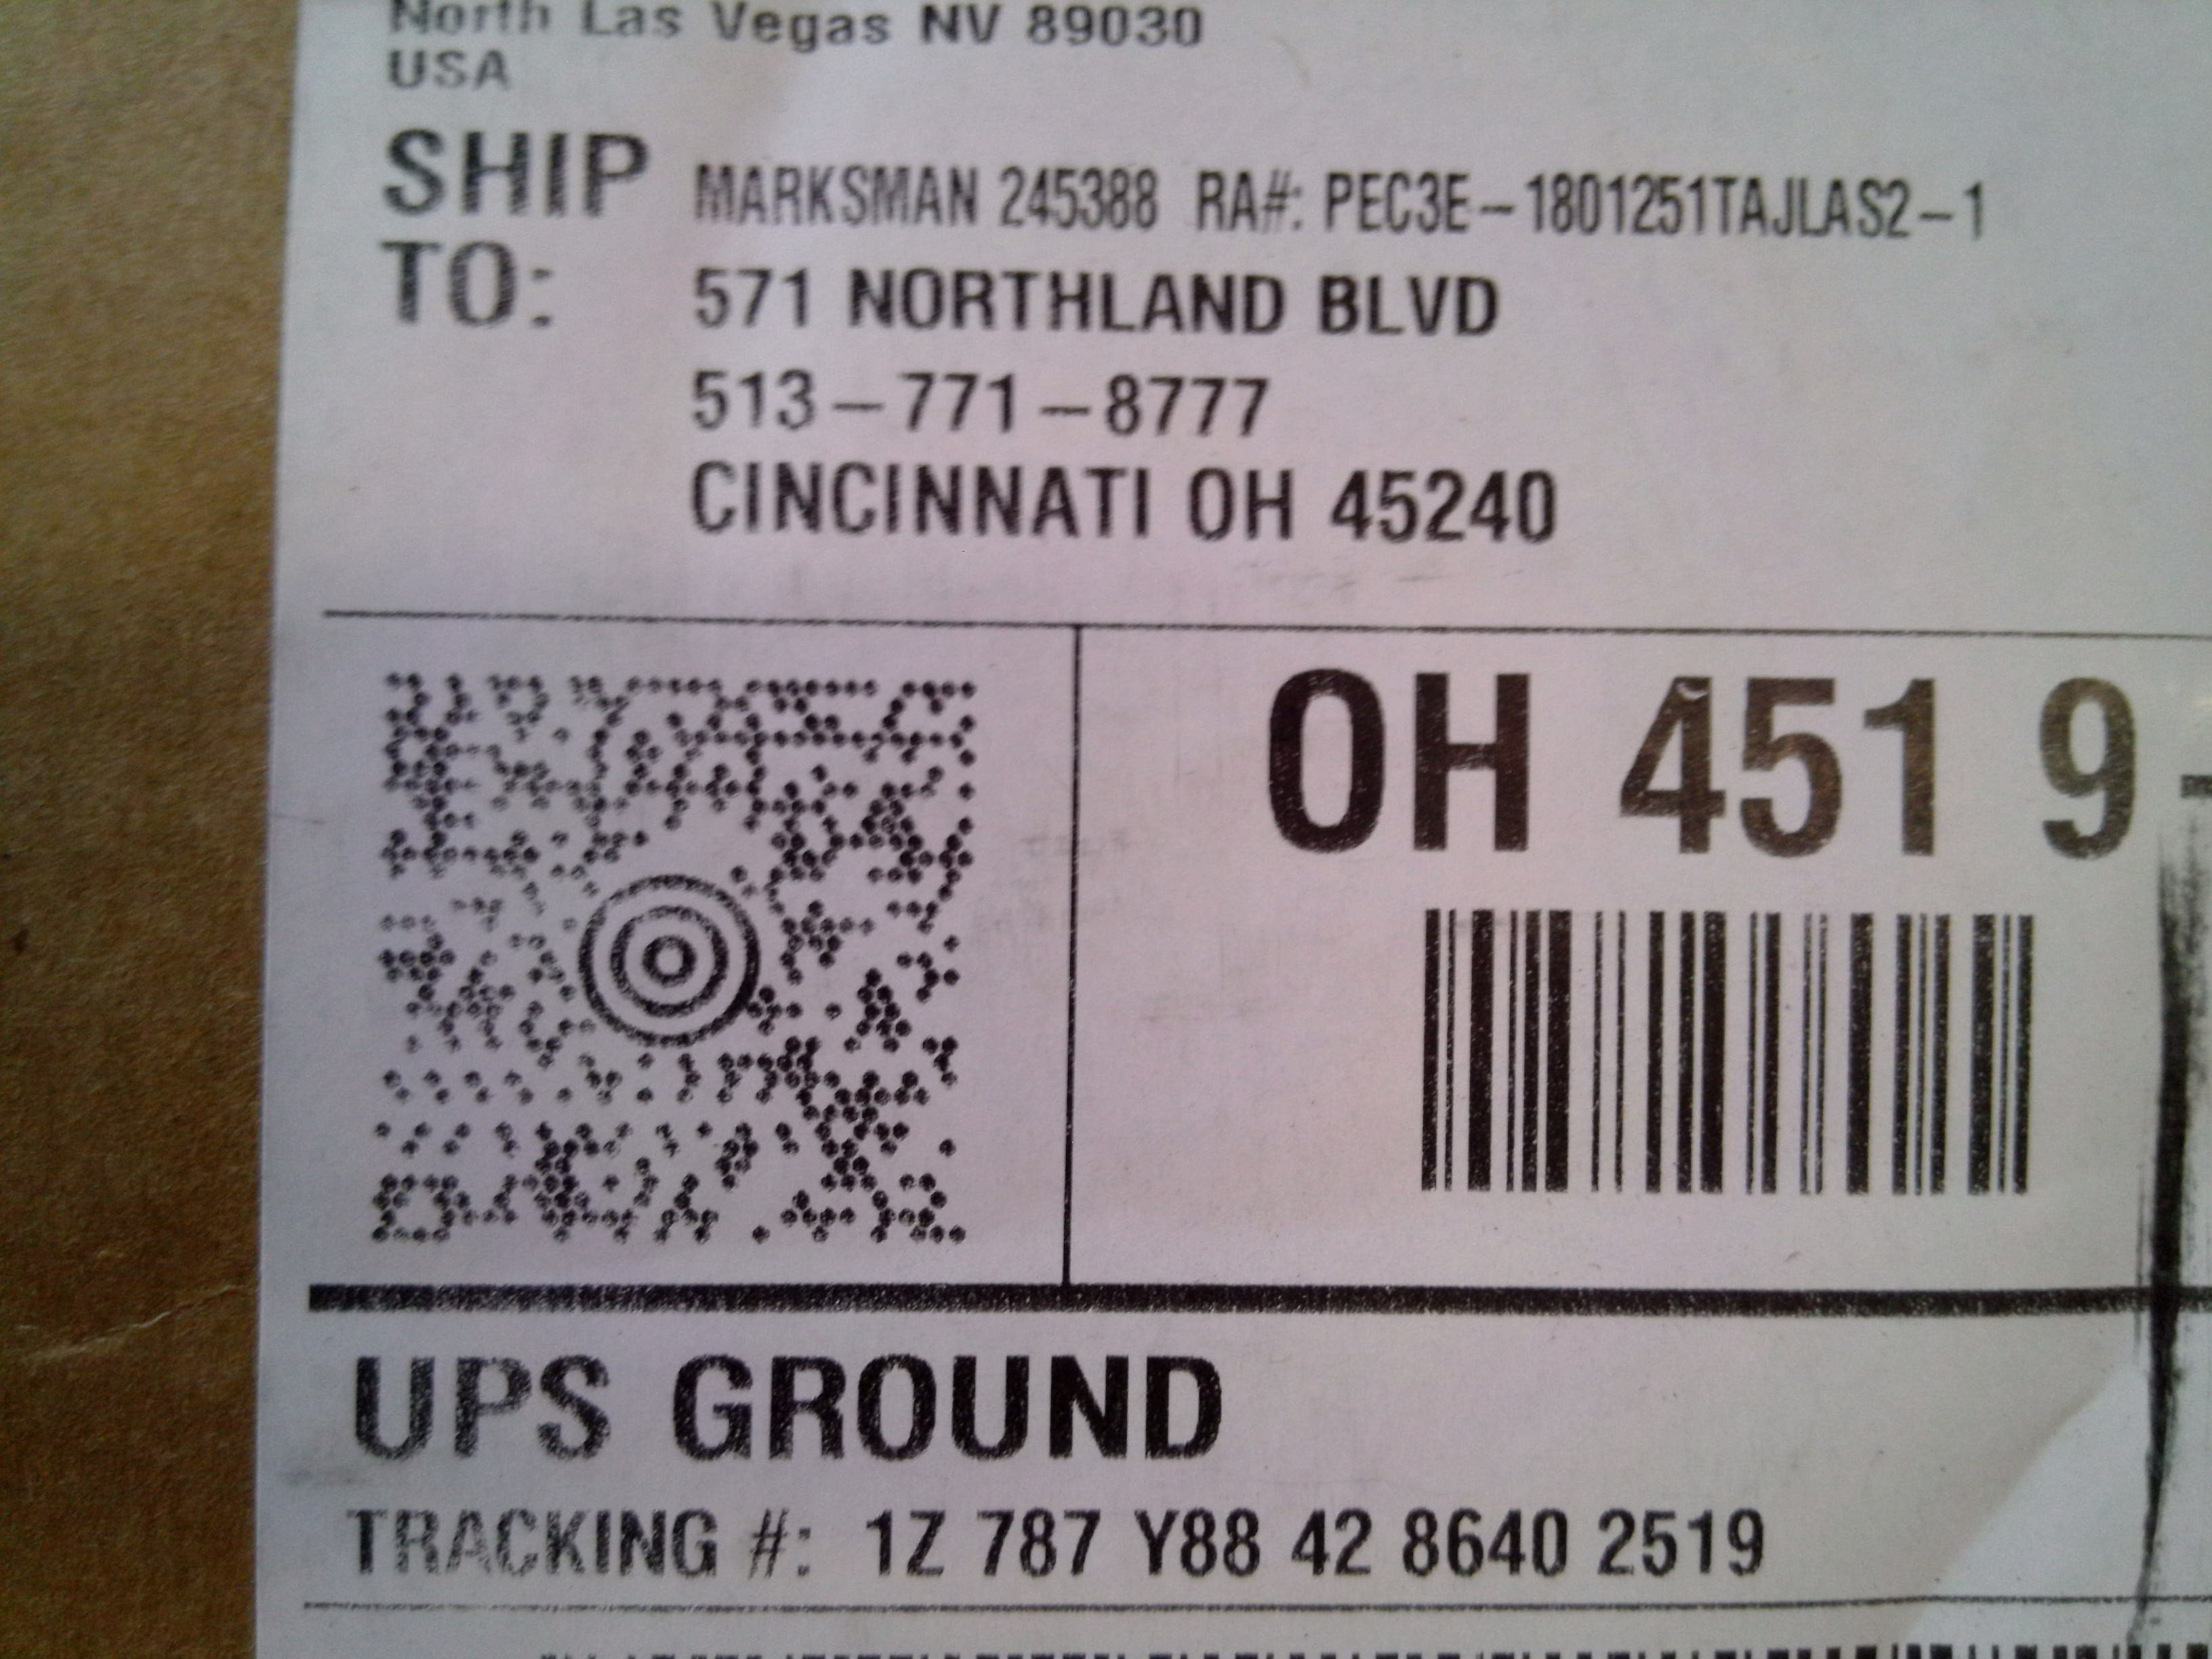 North Las Vegas NV 89030
USA
SHIP TO:
MARKSMAN 245388 RA#: PEC3E-1801251TAJLAS2-1
571 NORTHLAND BLVD
513-771-8777
CINCINNATI OH 45240
OH 451 9-
UPS GROUND
TRACKING #: 1Z 787 Y88 42 8640 2519